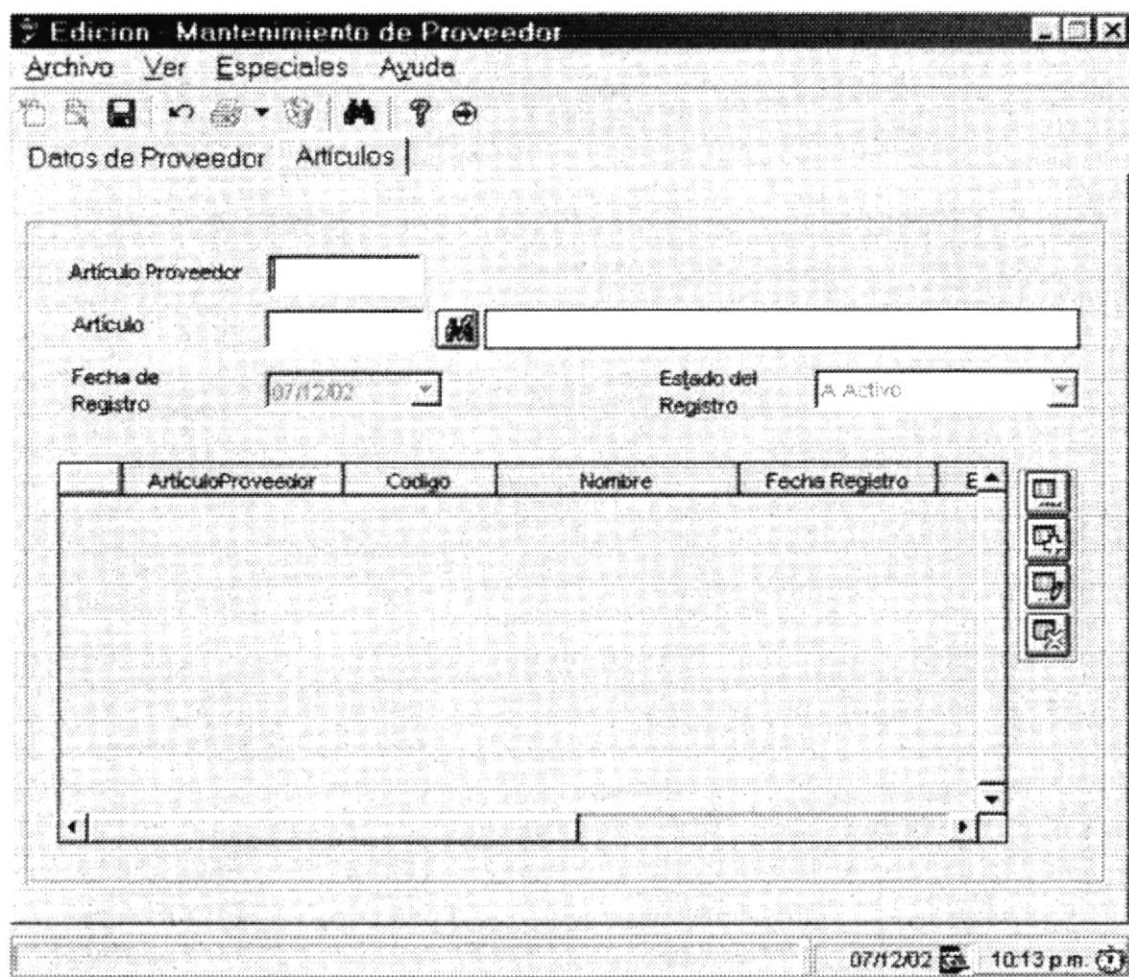 Edicion - Mantenimiento de Proveedor
Archivo Ver Especiales Ayuda
Datos de Proveedor Artículos
Artículo Proveedor
Artículo
Fecha de Registro 07/12/02 Estado del Registro A Activo
ArtículoProveedor Codigo Nombre Fecha Registro E
07/12/02 10:13 p.m.